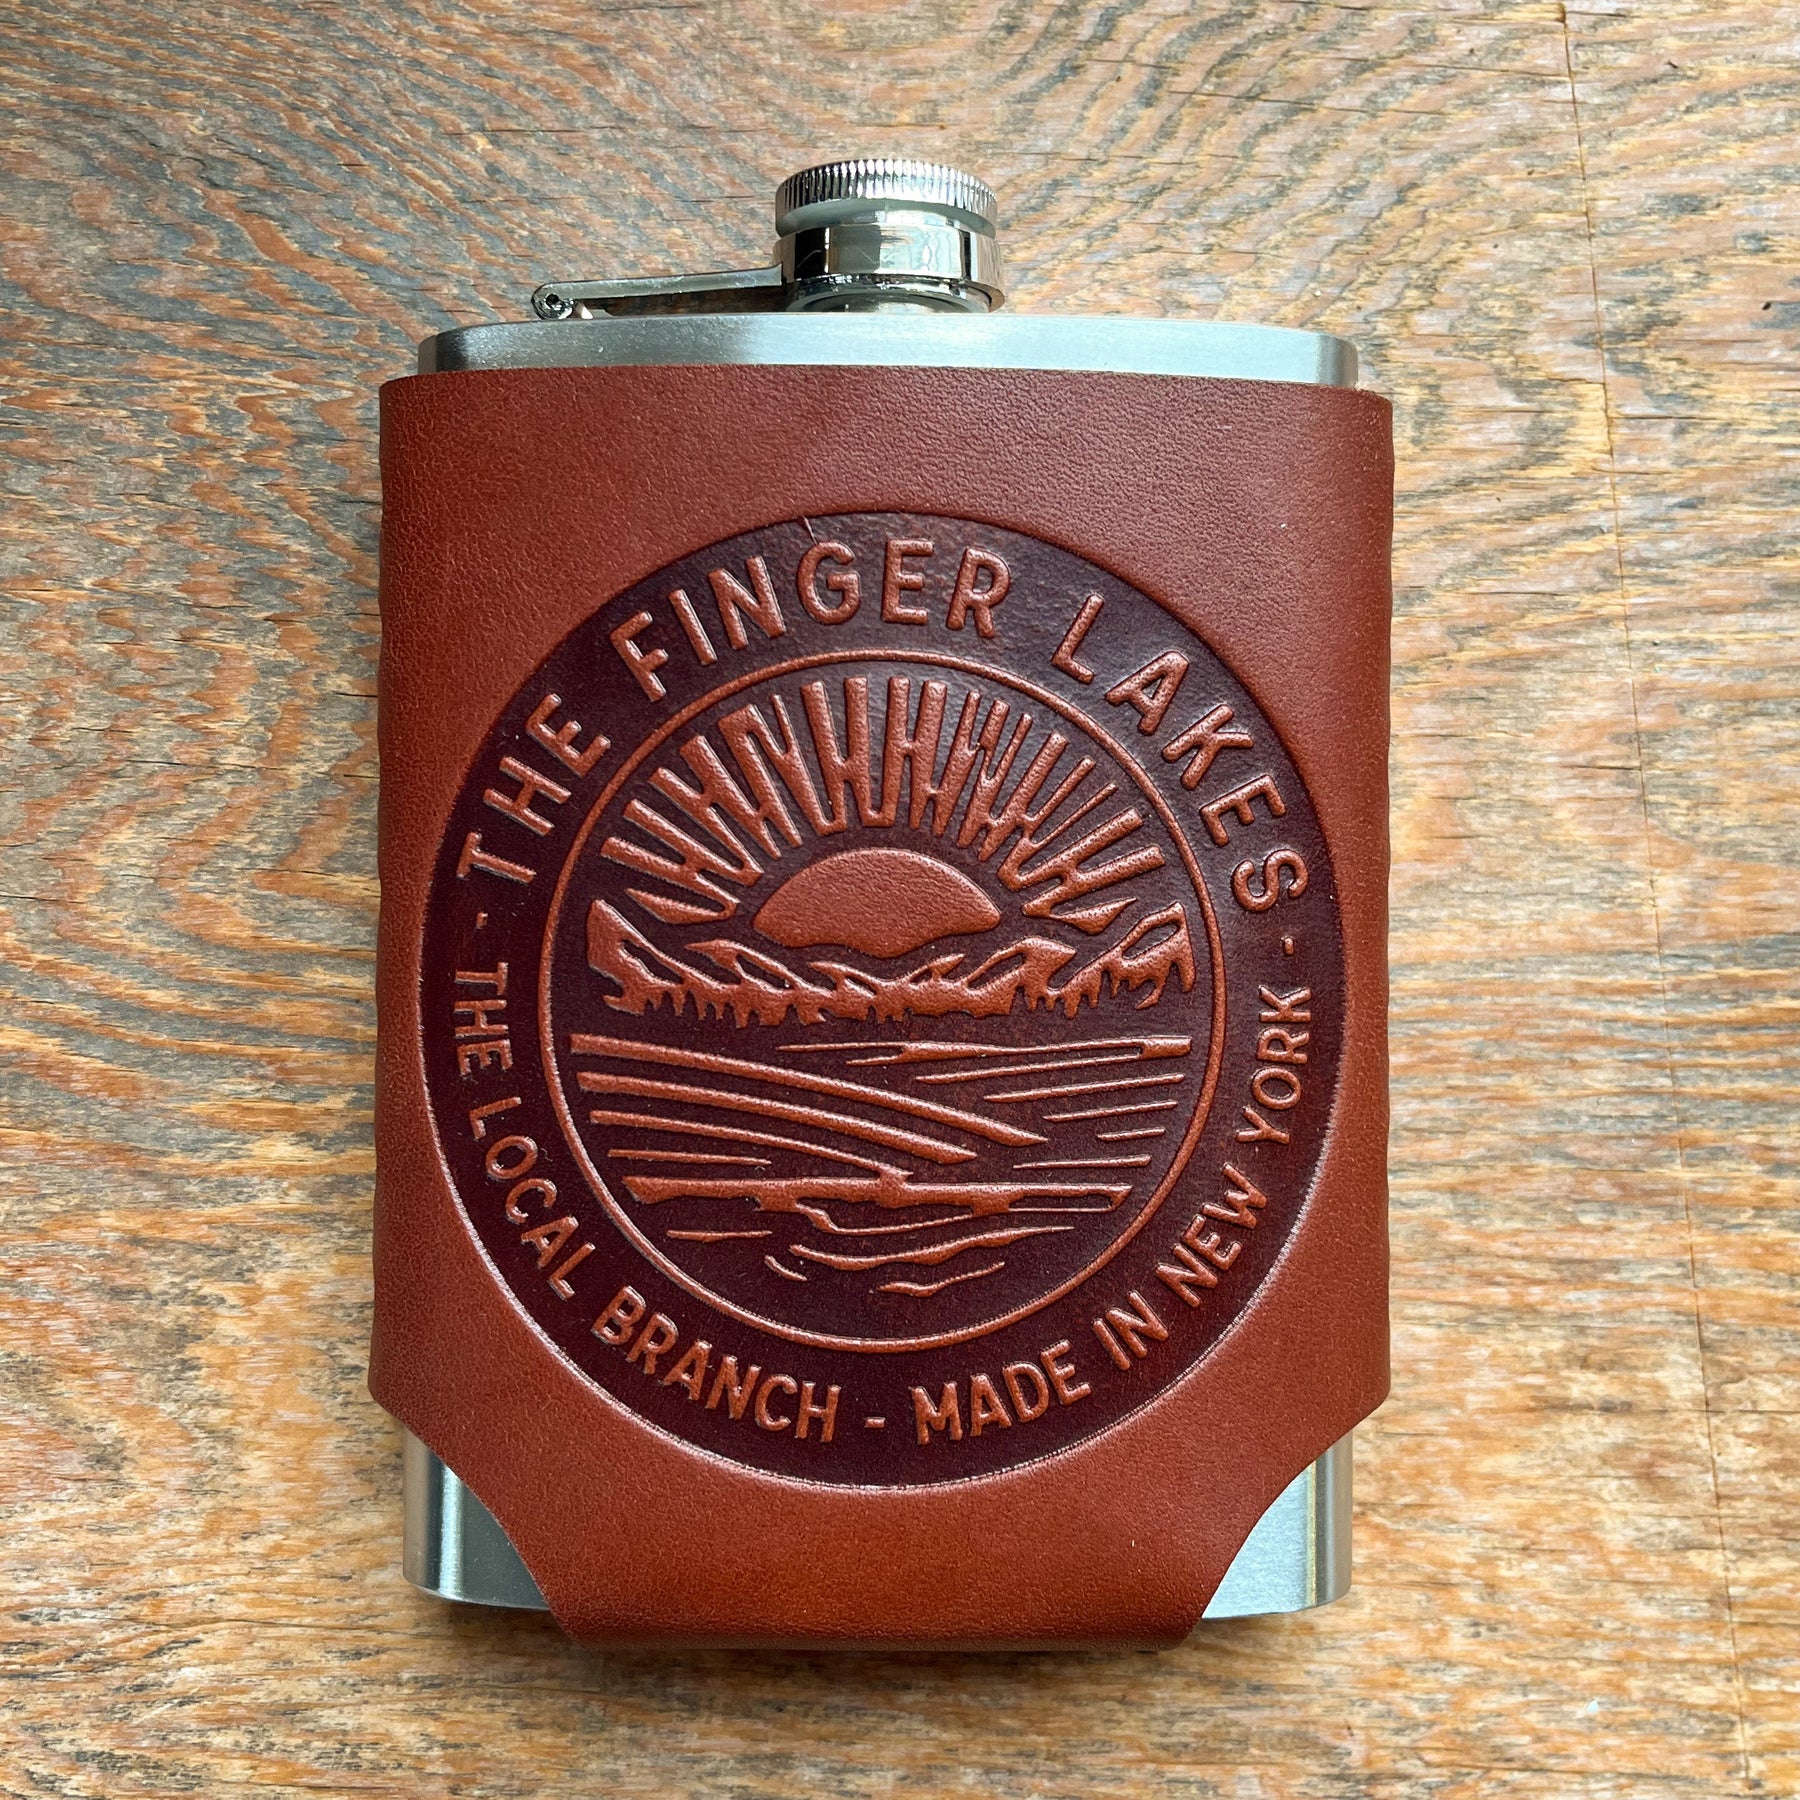 THE FINGER LAKES
THE LOCAL BRANCH - MADE IN NEW YORK